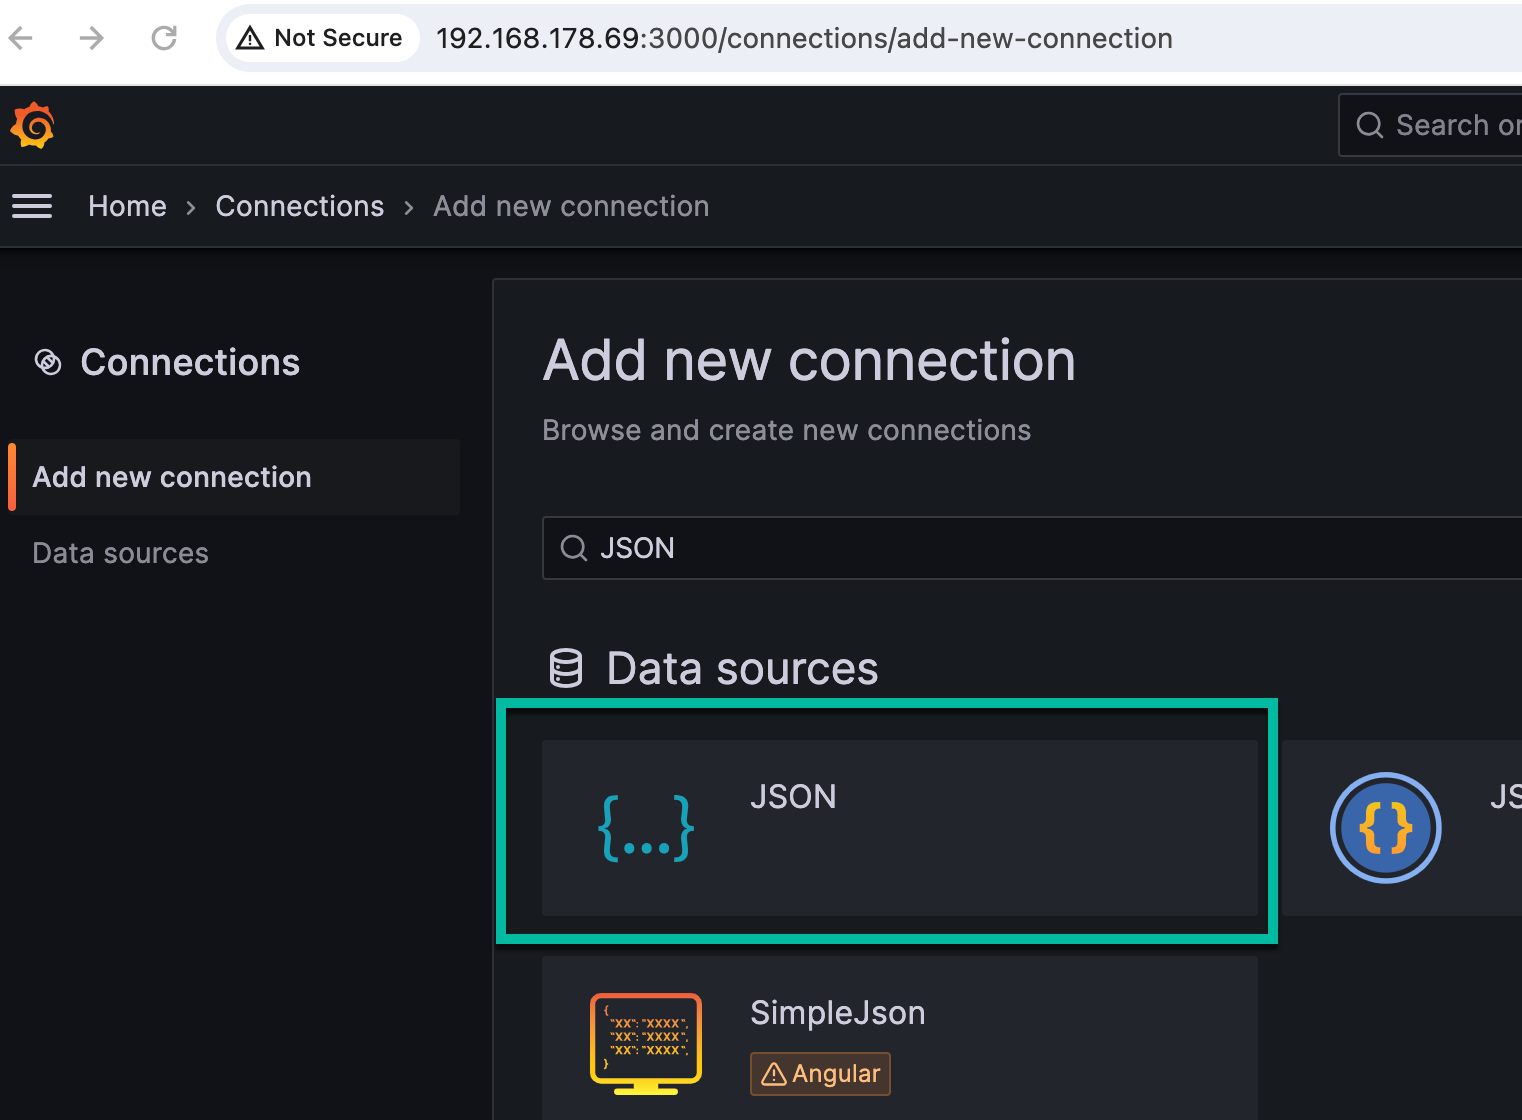 Not Secure 192.168.178.69:3000/connections/add-new-connection
Search or
Home › Connections › Add new connection
Connections
Add new connection
Data sources
Add new connection
Browse and create new connections
JSON
Data sources
{...} JSON
{} JS
SimpleJson
{
"XX": "XXXX",
"XX": "XXXX",
"XX": "XXXX",
}
Angular